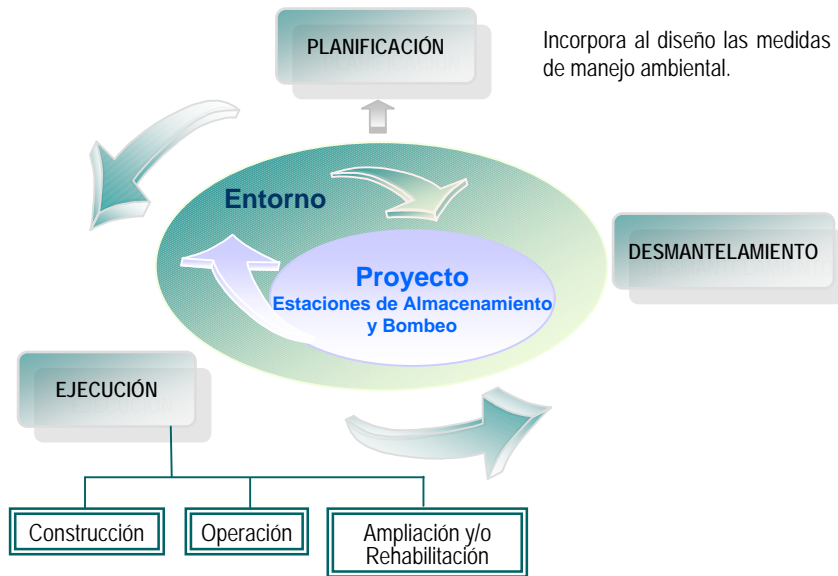 PLANIFICACIÓN
Incorpora al diseño las medidas
de manejo ambiental.
Entorno
DESMANTELAMIENTO
Proyecto
Estaciones de Almacenamiento
y Bombeo
EJECUCIÓN
Construcción
Operación
Ampliación y/o
Rehabilitación